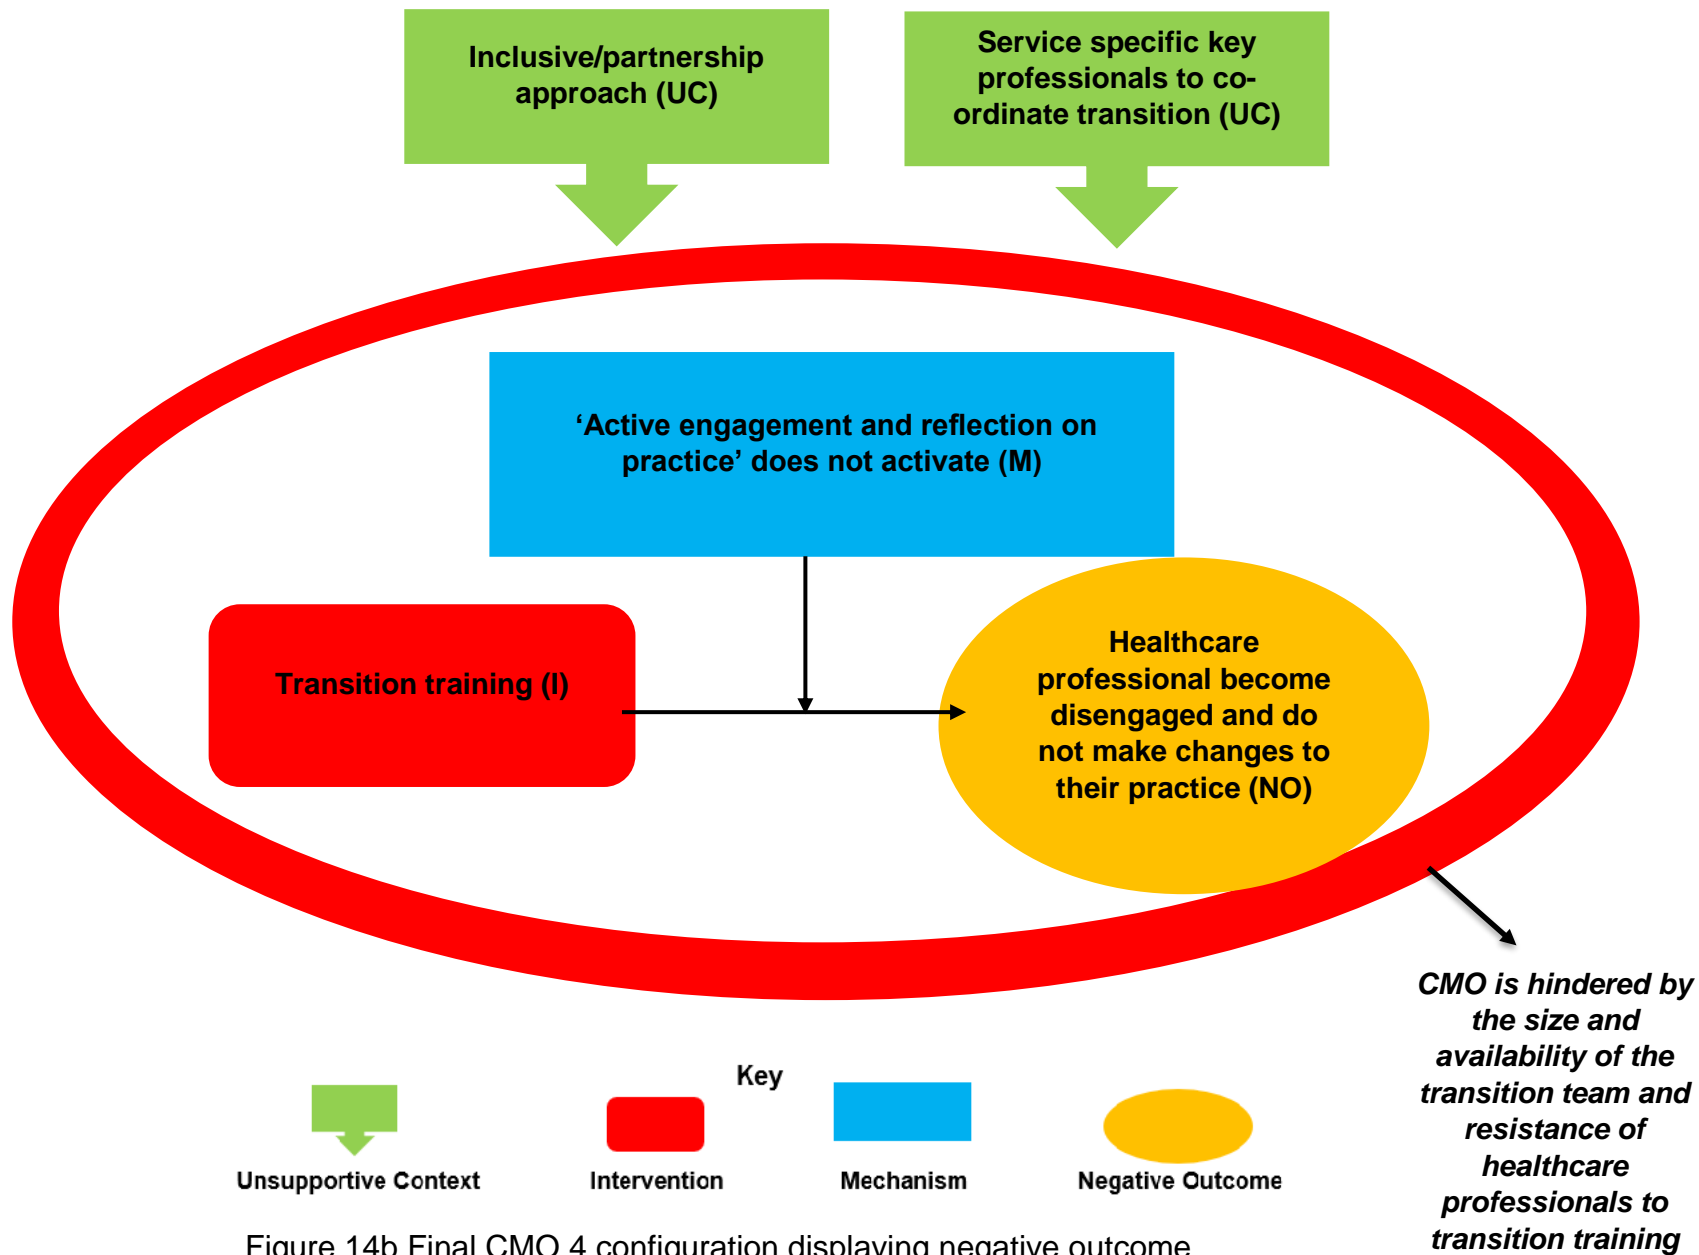 Inclusive/partnership
approach (UC)
Service specific key
professionals to co-
ordinate transition (UC)
‘Active engagement and reflection on
practice’ does not activate (M)
Transition training (I)
Healthcare
professional become
disengaged and do
not make changes to
their practice (NO)
CMO is hindered by
the size and
availability of the
transition team and
resistance of
healthcare
professionals to
transition training
Key
Unsupportive Context
Intervention
Mechanism
Negative Outcome
Figure 14b Final CMO 4 configuration displaying negative outcome